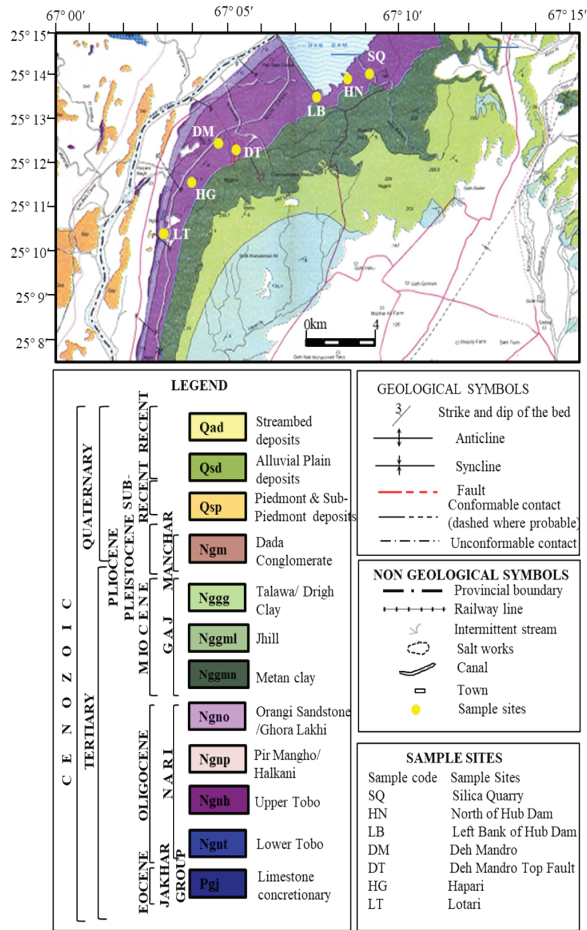 67° 00' 67° 05' 67° 10' 67° 15'
25° 15'
25° 14'
25° 13'
25° 12'
25° 11'
25° 10'
25° 9'
25° 8'
DAM
SQ
HN
LB
DM
DT
HG
LT
0km 4
LEGEND
CENOZOIC
QUATERNARY
TERTIARY
RECENT
SUB-RECENT
PLEISTOCENE
PLIOCENE
MIOCENE
OLIGOCENE
EOCENE
MANCHAR
GAJ
NARI
JAKHAR GROUP
Qad Streambed
deposits
Qsd Alluvial Plain
deposits
Qsp Piedmont & Sub-
Piedmont deposits
Ngm Dada
Conglomerate
Nggg Talawa/ Drigh
Clay
Nggml Jhill
Nggmn Metan clay
Ngno Orangi Sandstone
/Ghora Lakhi
Ngnp Pir Mangho/
Halkani
Ngnh Upper Tobo
Ngnt Lower Tobo
Pgj Limestone
concretionary
GEOLOGICAL SYMBOLS
3 Strike and dip of the bed
Anticline
Syncline
Fault
Conformable contact
(dashed where probable)
Unconformable contact
NON GEOLOGICAL SYMBOLS
Provincial boundary
Railway line
Intermittent stream
Salt works
Canal
Town
Sample sites
SAMPLE SITES
Sample code Sample Sites
SQ Silica Quarry
HN North of Hub Dam
LB Left Bank of Hub Dam
DM Deh Mandro
DT Deh Mandro Top Fault
HG Hapari
LT Lotari